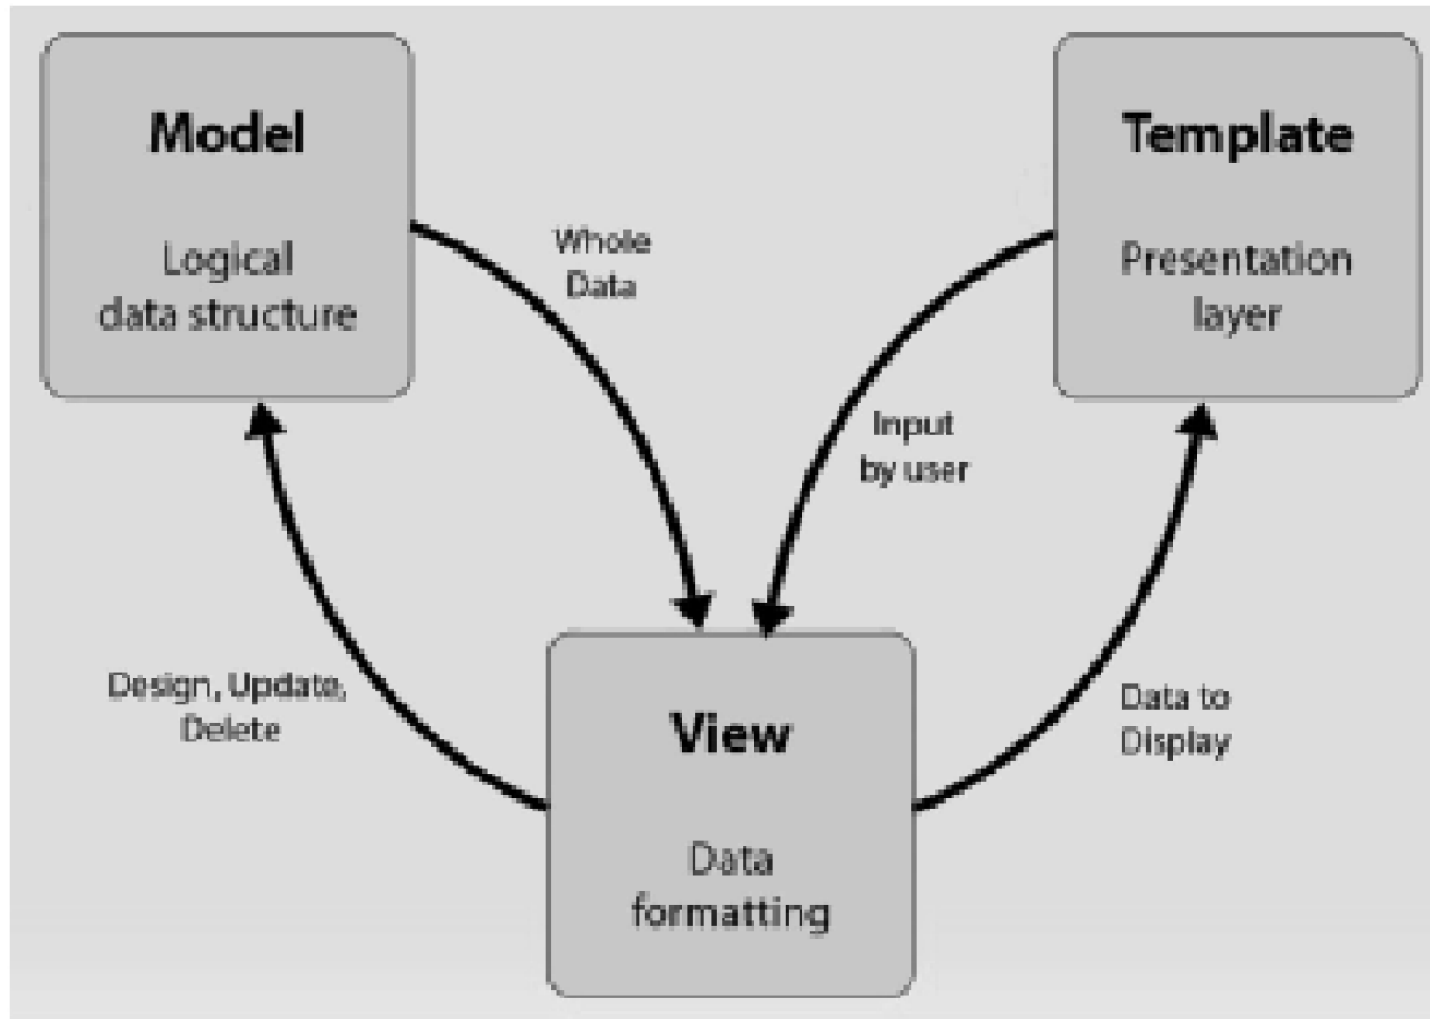 Model
Logical
data structure
Template
Presentation
layer
Whole
Data
Input
by user
Design, Update,
Delete
Data to
Display
View
Data
formatting